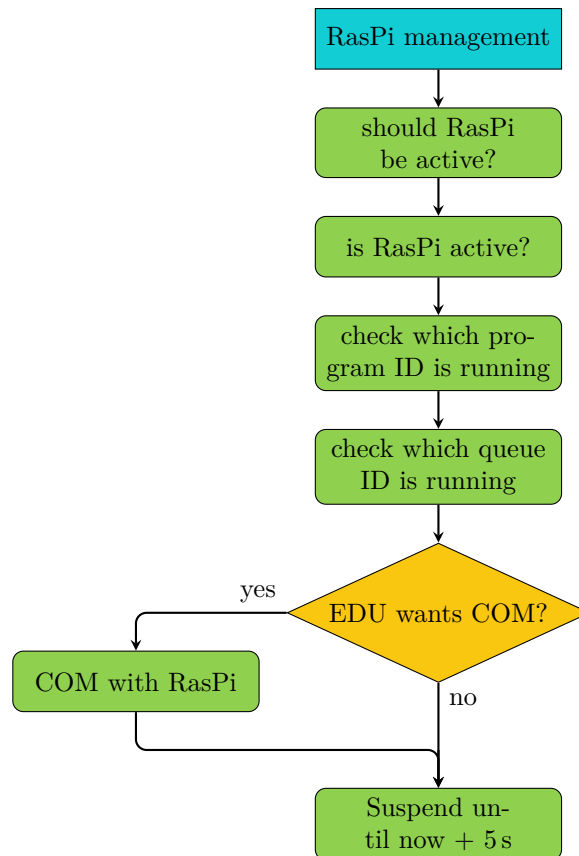 RasPi management
should RasPi
be active?
is RasPi active?
check which pro-
gram ID is running
check which queue
ID is running
EDU wants COM?
yes
COM with RasPi
no
Suspend un-
til now + 5 s